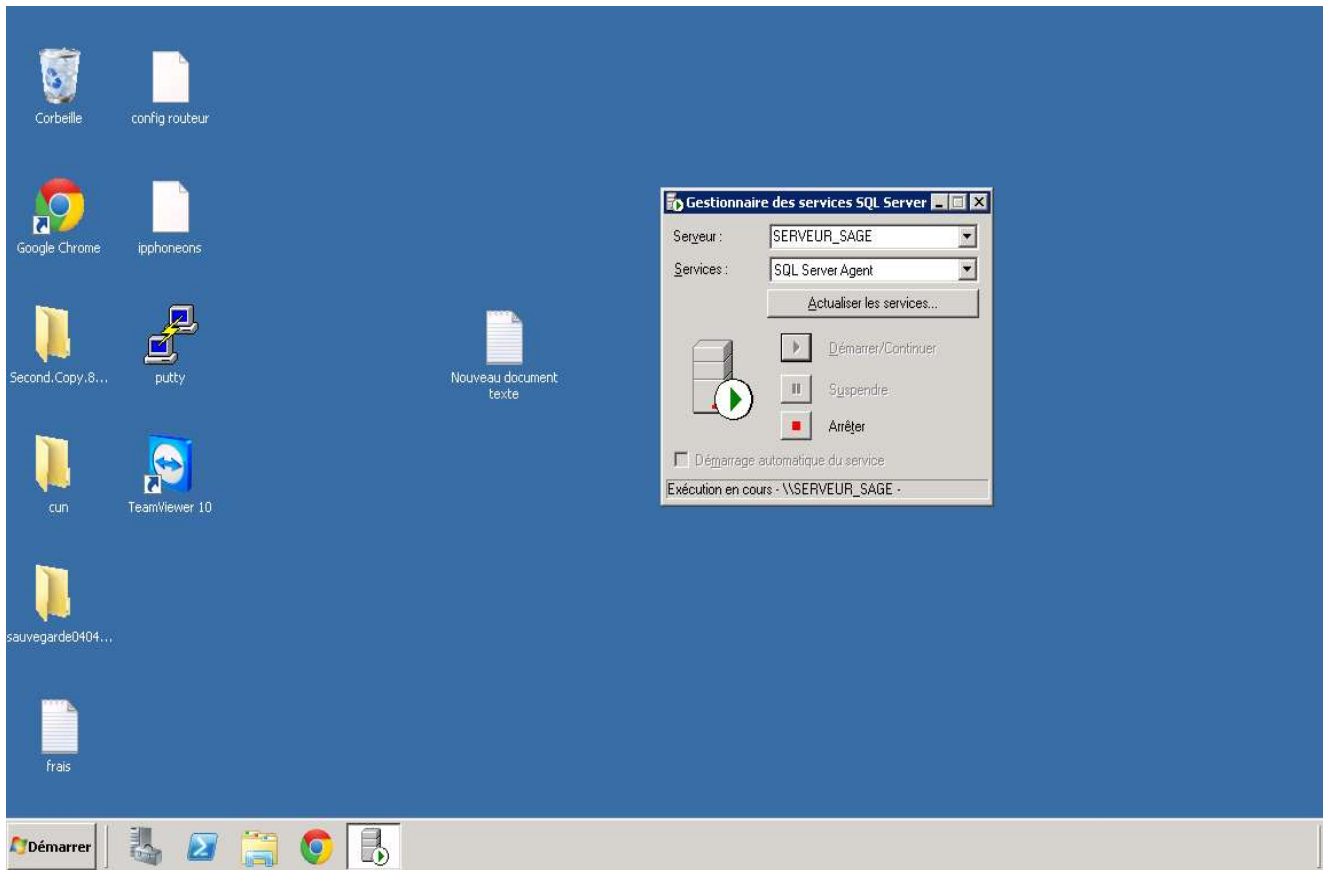 Corbeille
config routeur
Google Chrome
ipphoneons
Second.Copy.8...
putty
Nouveau document
texte
cun
TeamViewer 10
sauvegarde0404...
frais
Gestionnaire des services SQL Server
Serveur :
SERVEUR_SAGE
Services :
SQL Server Agent
Actualiser les services...
Démarrer/Continuer
Suspendre
Arrêter
Démarrage automatique du service
Exécution en cours - \\SERVEUR_SAGE -
Démarrer